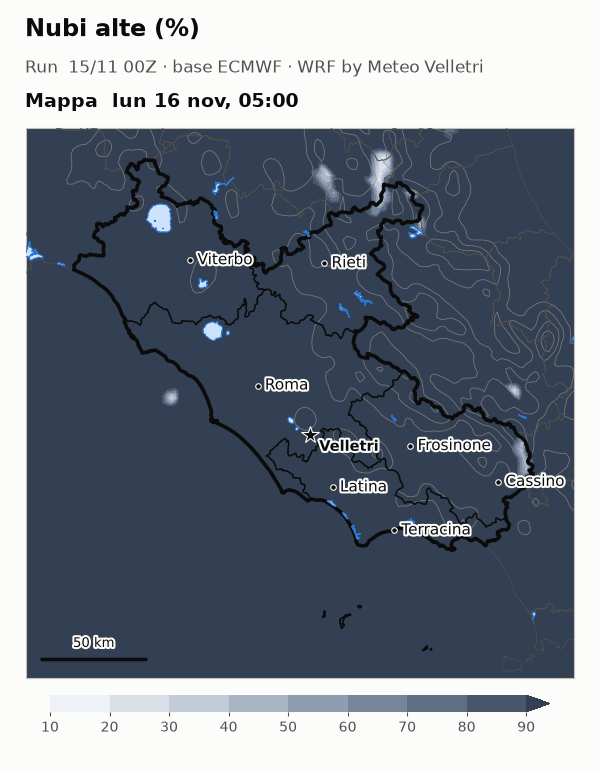 Nubi alte (%)
Run  15/11 00Z · base ECMWF · WRF by Meteo Velletri
Mappa  lun 16 nov, 05:00
Viterbo
Rieti
Roma
Velletri
Frosinone
Cassino
Latina
Terracina
50 km
10 20 30 40 50 60 70 80 90